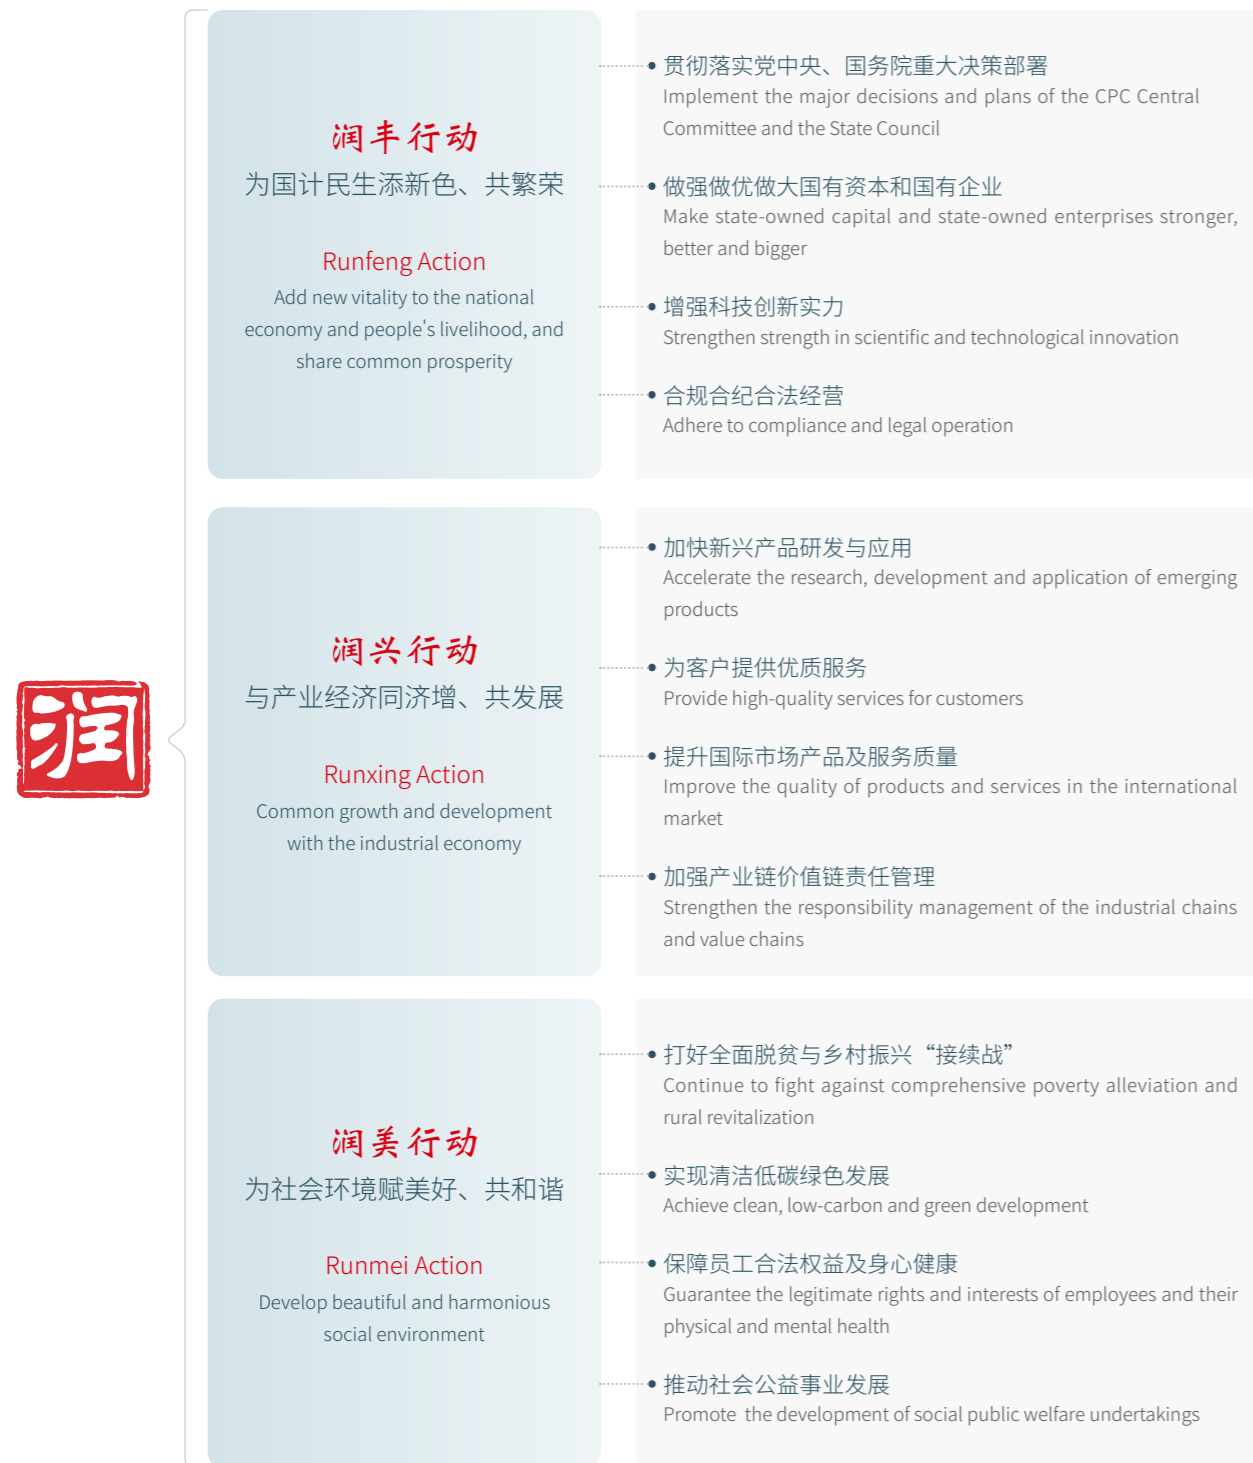 润
润丰行动
为国计民生添新色、共繁荣
Runfeng Action
Add new vitality to the national
economy and people's livelihood, and
share common prosperity
• 贯彻落实党中央、国务院重大决策部署
Implement the major decisions and plans of the CPC Central
Committee and the State Council
• 做强做优做大国有资本和国有企业
Make state-owned capital and state-owned enterprises stronger,
better and bigger
• 增强科技创新实力
Strengthen strength in scientific and technological innovation
• 合规合纪合法经营
Adhere to compliance and legal operation
润兴行动
与产业经济同济增、共发展
Runxing Action
Common growth and development
with the industrial economy
• 加快新兴产品研发与应用
Accelerate the research, development and application of emerging
products
• 为客户提供优质服务
Provide high-quality services for customers
• 提升国际市场产品及服务质量
Improve the quality of products and services in the international
market
• 加强产业链价值链责任管理
Strengthen the responsibility management of the industrial chains
and value chains
润美行动
为社会环境赋美好、共和谐
Runmei Action
Develop beautiful and harmonious
social environment
• 打好全面脱贫与乡村振兴“接续战”
Continue to fight against comprehensive poverty alleviation and
rural revitalization
• 实现清洁低碳绿色发展
Achieve clean, low-carbon and green development
• 保障员工合法权益及身心健康
Guarantee the legitimate rights and interests of employees and their
physical and mental health
• 推动社会公益事业发展
Promote the development of social public welfare undertakings